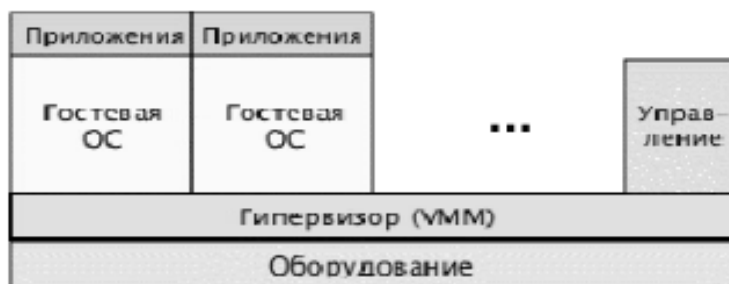 Приложения Приложения
Гостевая Гостевая Управ-
ОС ОС ... ление
Гипервизор (VMM)
Оборудование